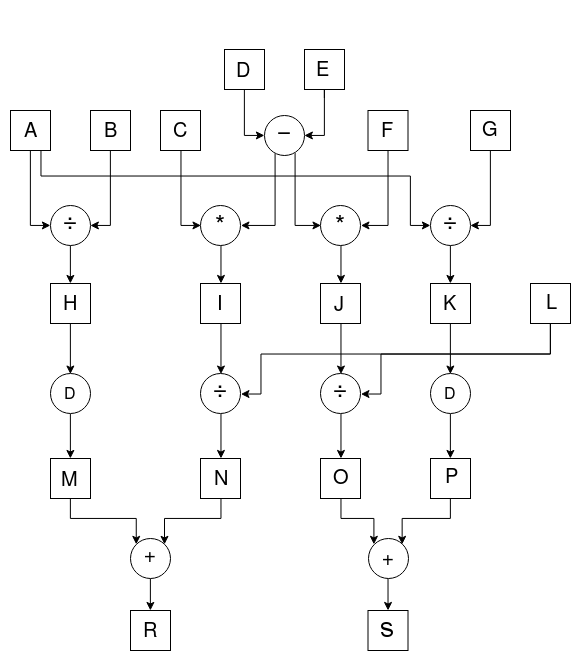 D E
A B C − F G
÷ * * ÷
H I J K L
D ÷ ÷ D
M N O P
+ +
R S